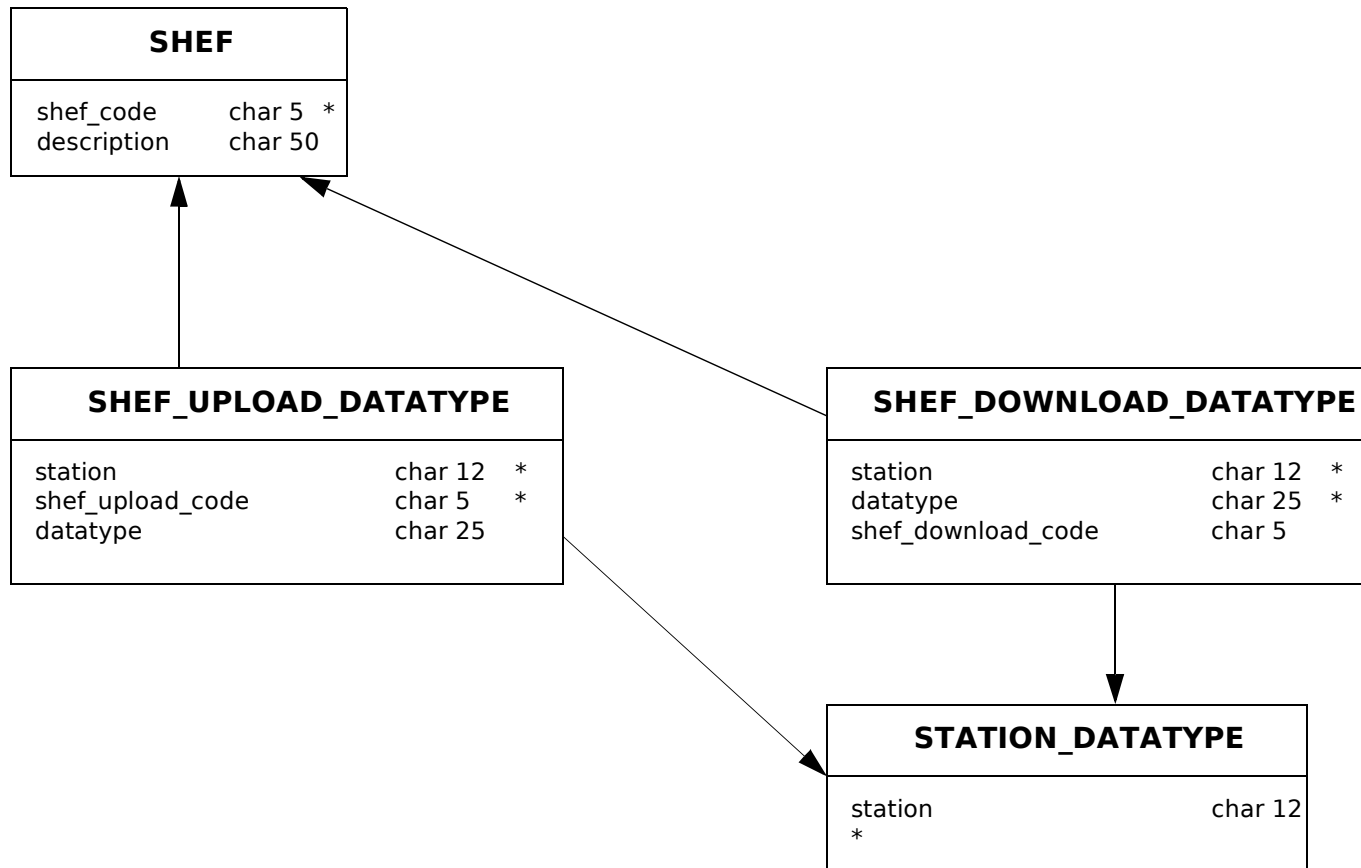 SHEF
shef_code char 5 *
description char 50
SHEF_UPLOAD_DATATYPE
station char 12 *
shef_upload_code char 5 *
datatype char 25
SHEF_DOWNLOAD_DATATYPE
station char 12 *
datatype char 25 *
shef_download_code char 5
STATION_DATATYPE
station char 12
*